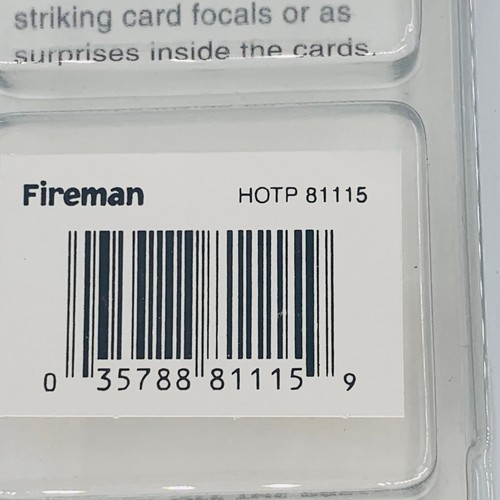 striking card focals or as
surprises inside the cards.
Fireman HOTP 81115
0 35788 81115 9